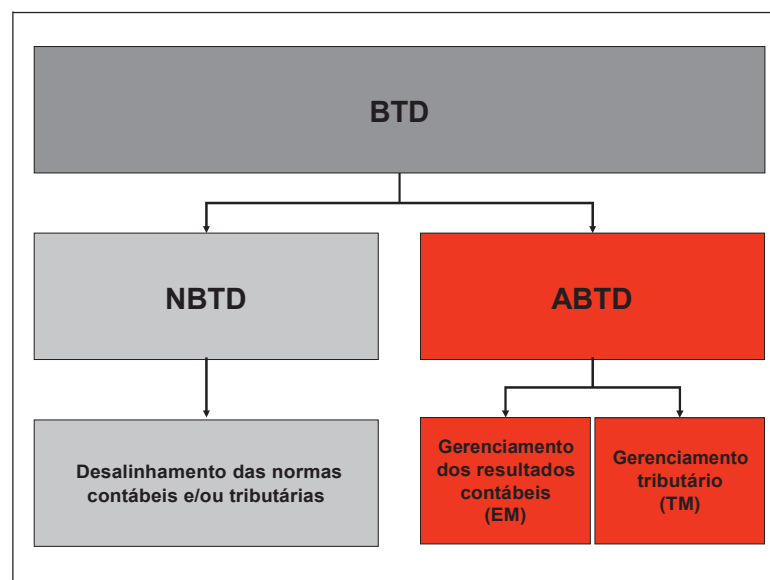 BTD
NBTD
ABTD
Desalinhamento das normas
contábeis e/ou tributárias
Gerenciamento
dos resultados
contábeis
(EM)
Gerenciamento
tributário
(TM)